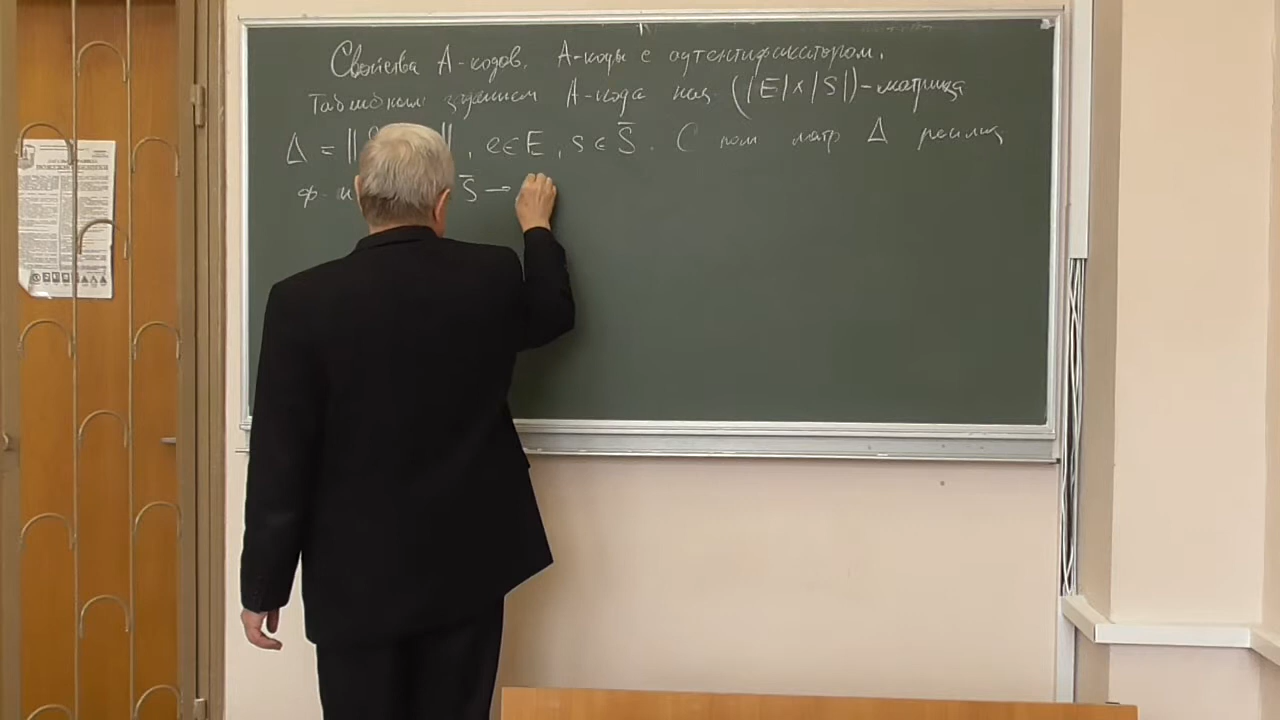 Свойства А-кодов. А-коды с аутентификатором.
Табличным заданием А-кода наз. (|E|×|S|)-матрица
Δ = || ||, e∈E, s∈S̄. С пом матр Δ реализ
ф-и S̄ →